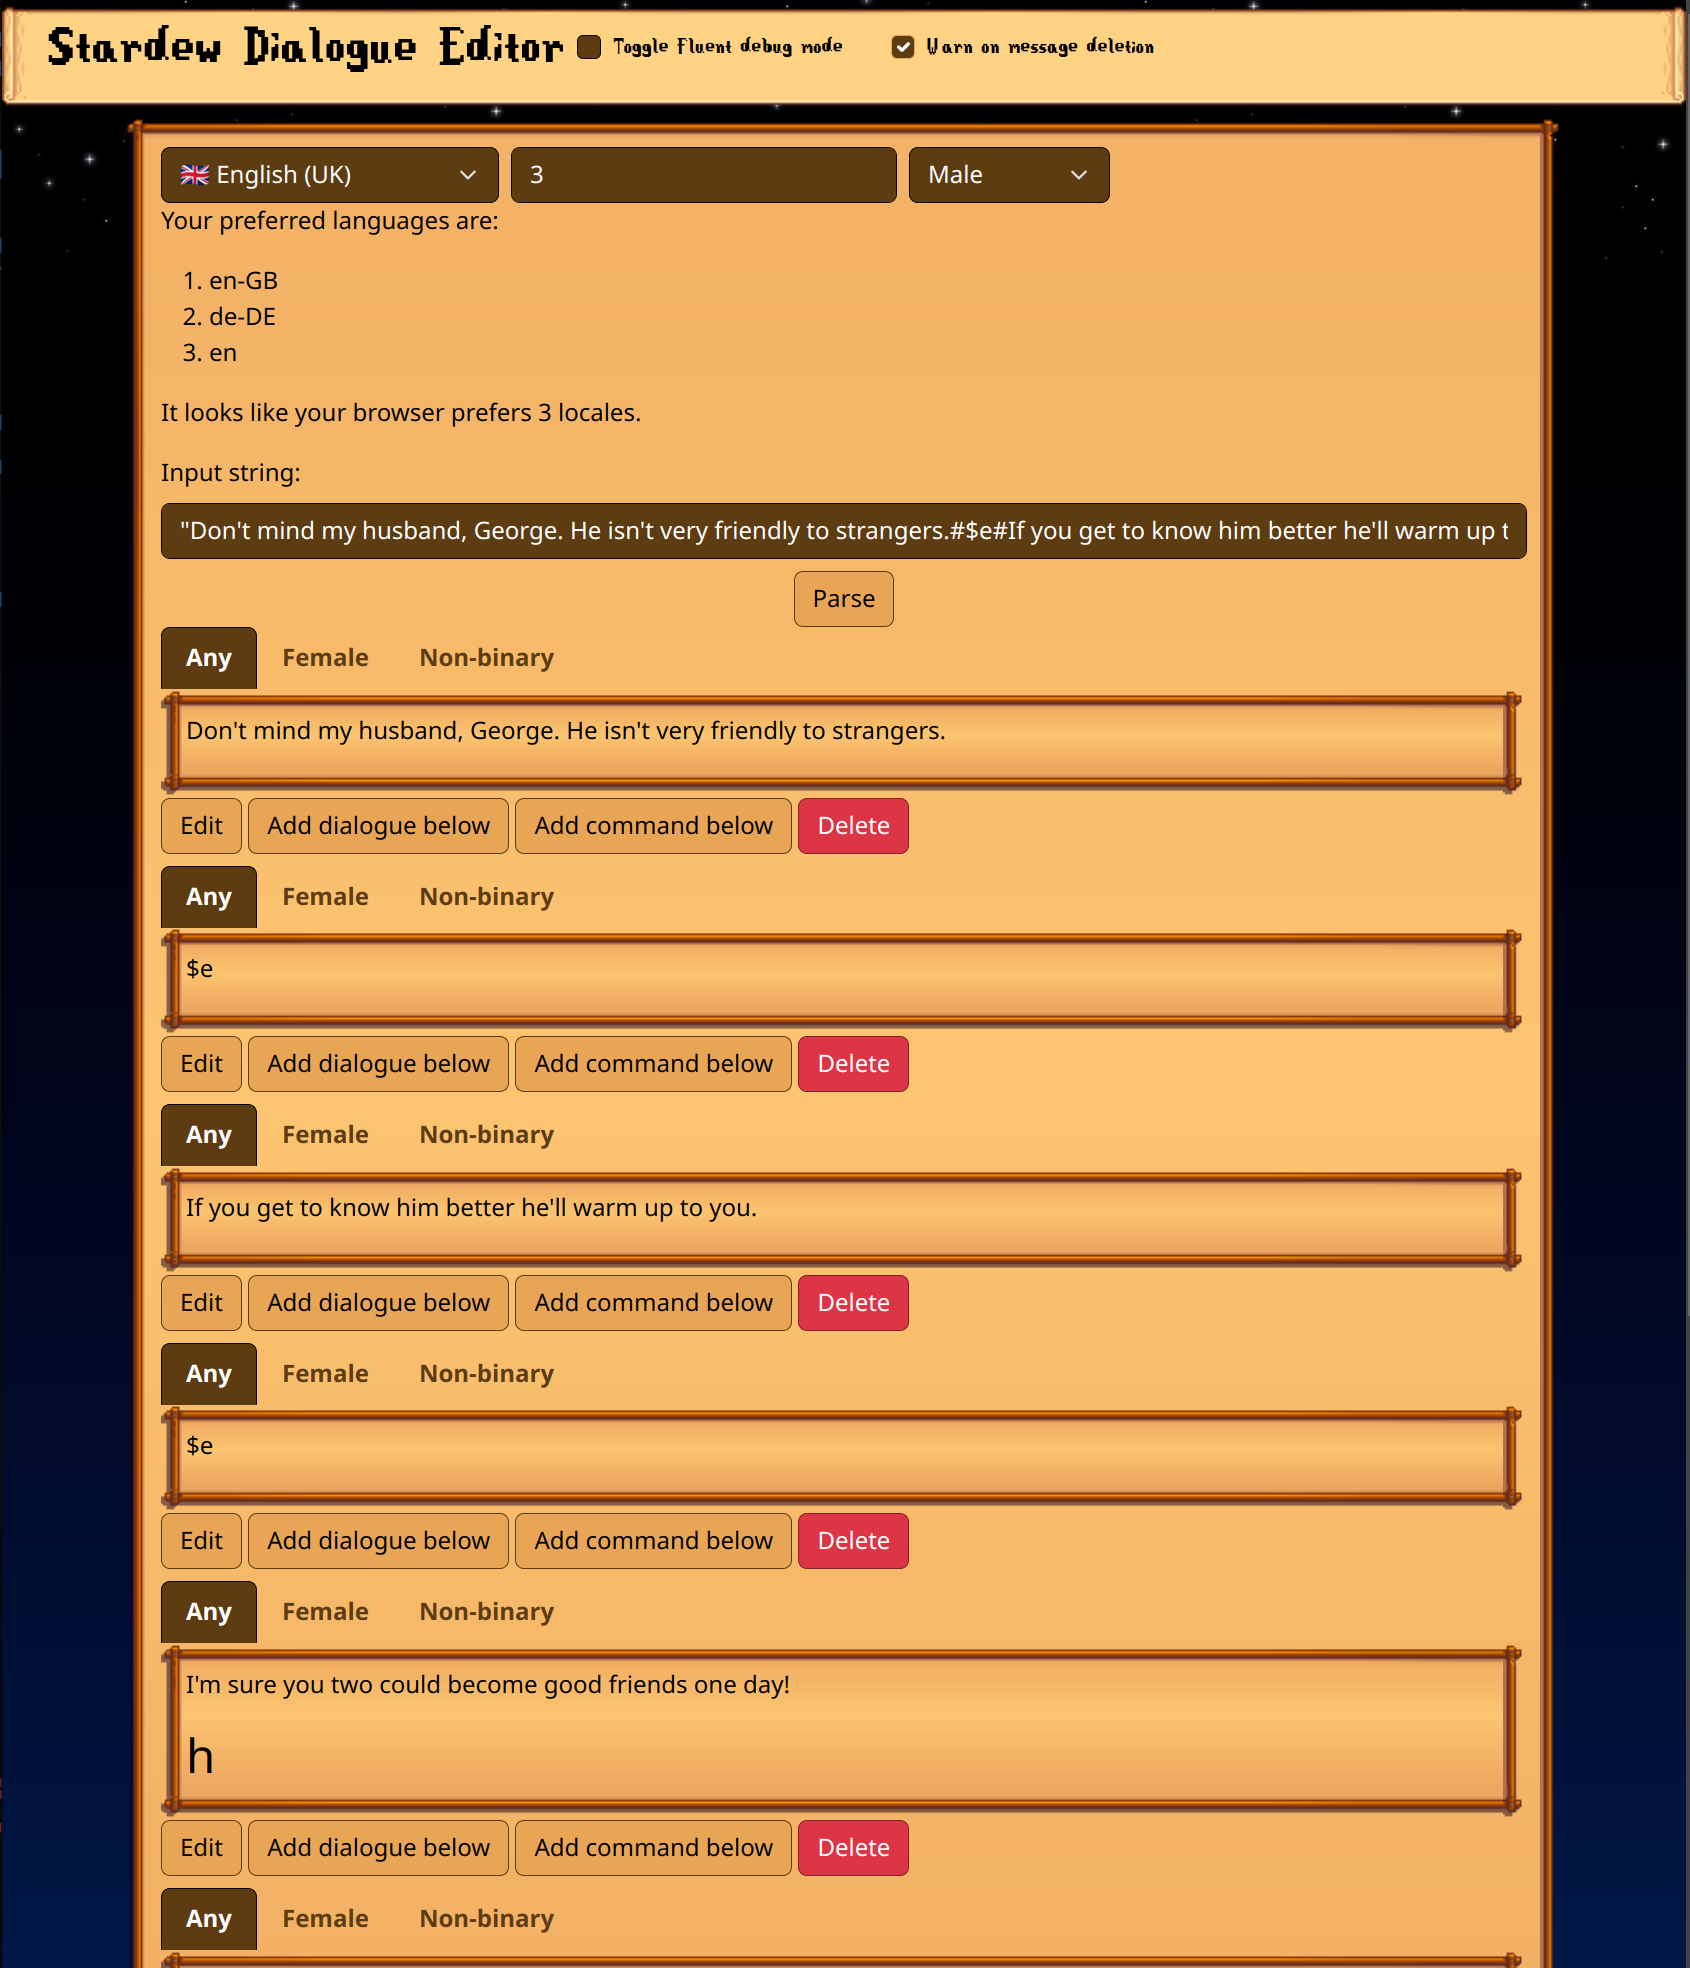 Stardew Dialogue Editor Toggle Fluent debug mode Warn on message deletion
🇬🇧 English (UK) 3 Male
Your preferred languages are:
1. en-GB
2. de-DE
3. en
It looks like your browser prefers 3 locales.
Input string:
"Don't mind my husband, George. He isn't very friendly to strangers.#$e#If you get to know him better he'll warm up t
Parse
Any Female Non-binary
Don't mind my husband, George. He isn't very friendly to strangers.
Edit Add dialogue below Add command below Delete
Any Female Non-binary
$e
Edit Add dialogue below Add command below Delete
Any Female Non-binary
If you get to know him better he'll warm up to you.
Edit Add dialogue below Add command below Delete
Any Female Non-binary
$e
Edit Add dialogue below Add command below Delete
Any Female Non-binary
I'm sure you two could become good friends one day!
h
Edit Add dialogue below Add command below Delete
Any Female Non-binary